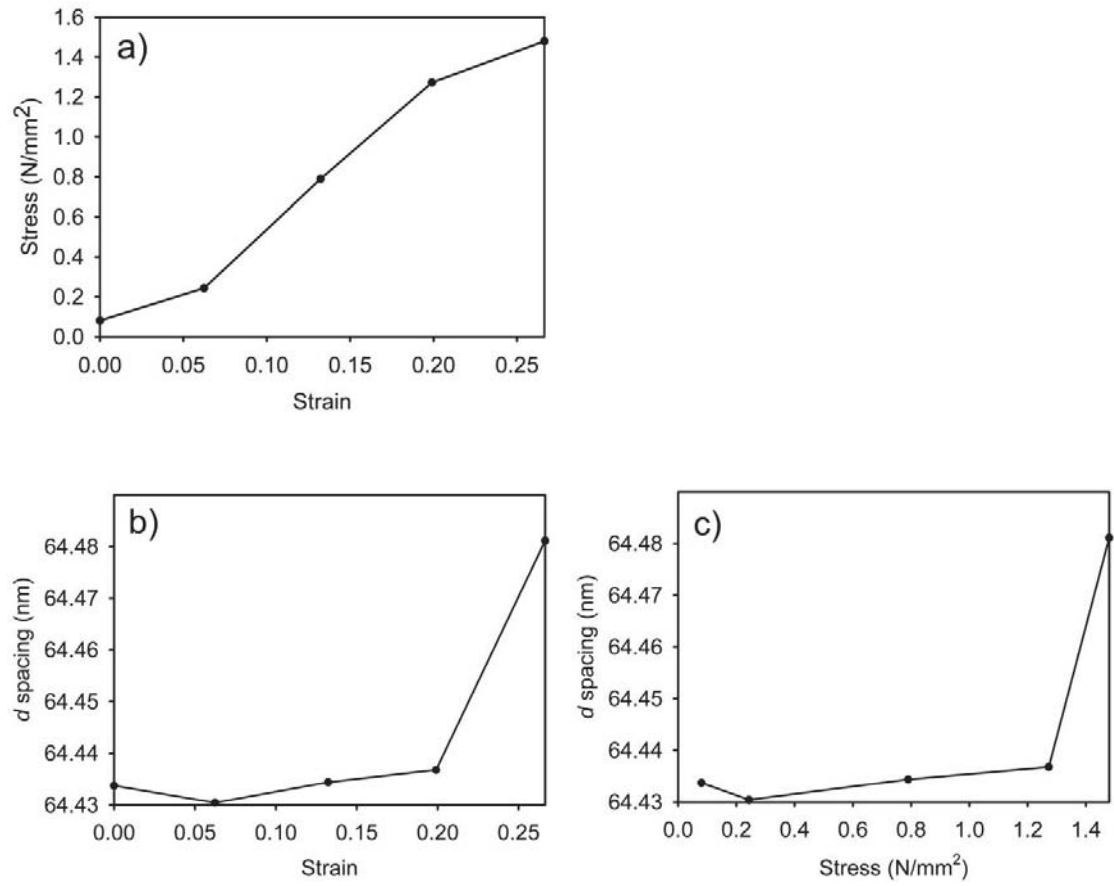 a)
Stress (N/mm²)
1.6
1.4
1.2
1.0
0.8
0.6
0.4
0.2
0.0
0.00 0.05 0.10 0.15 0.20 0.25
Strain
b)
d spacing (nm)
64.48
64.47
64.46
64.45
64.44
64.43
0.00 0.05 0.10 0.15 0.20 0.25
Strain
c)
d spacing (nm)
64.48
64.47
64.46
64.45
64.44
64.43
0.0 0.2 0.4 0.6 0.8 1.0 1.2 1.4
Stress (N/mm²)